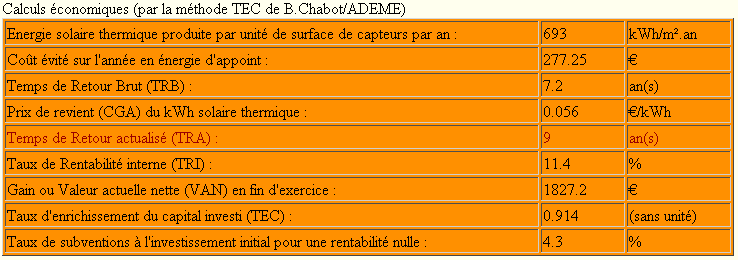 Calculs économiques (par la méthode TEC de B.Chabot/ADEME)
Energie solaire thermique produite par unité de surface de capteurs par an : 693 kWh/m².an
Coût évité sur l'année en énergie d'appoint : 277.25 €
Temps de Retour Brut (TRB) : 7.2 an(s)
Prix de revient (CGA) du kWh solaire thermique : 0.056 €/kWh
Temps de Retour actualisé (TRA) : 9 an(s)
Taux de Rentabilité interne (TRI) : 11.4 %
Gain ou Valeur actuelle nette (VAN) en fin d'exercice : 1827.2 €
Taux d'enrichissement du capital investi (TEC) : 0.914 (sans unité)
Taux de subventions à l'investissement initial pour une rentabilité nulle : 4.3 %